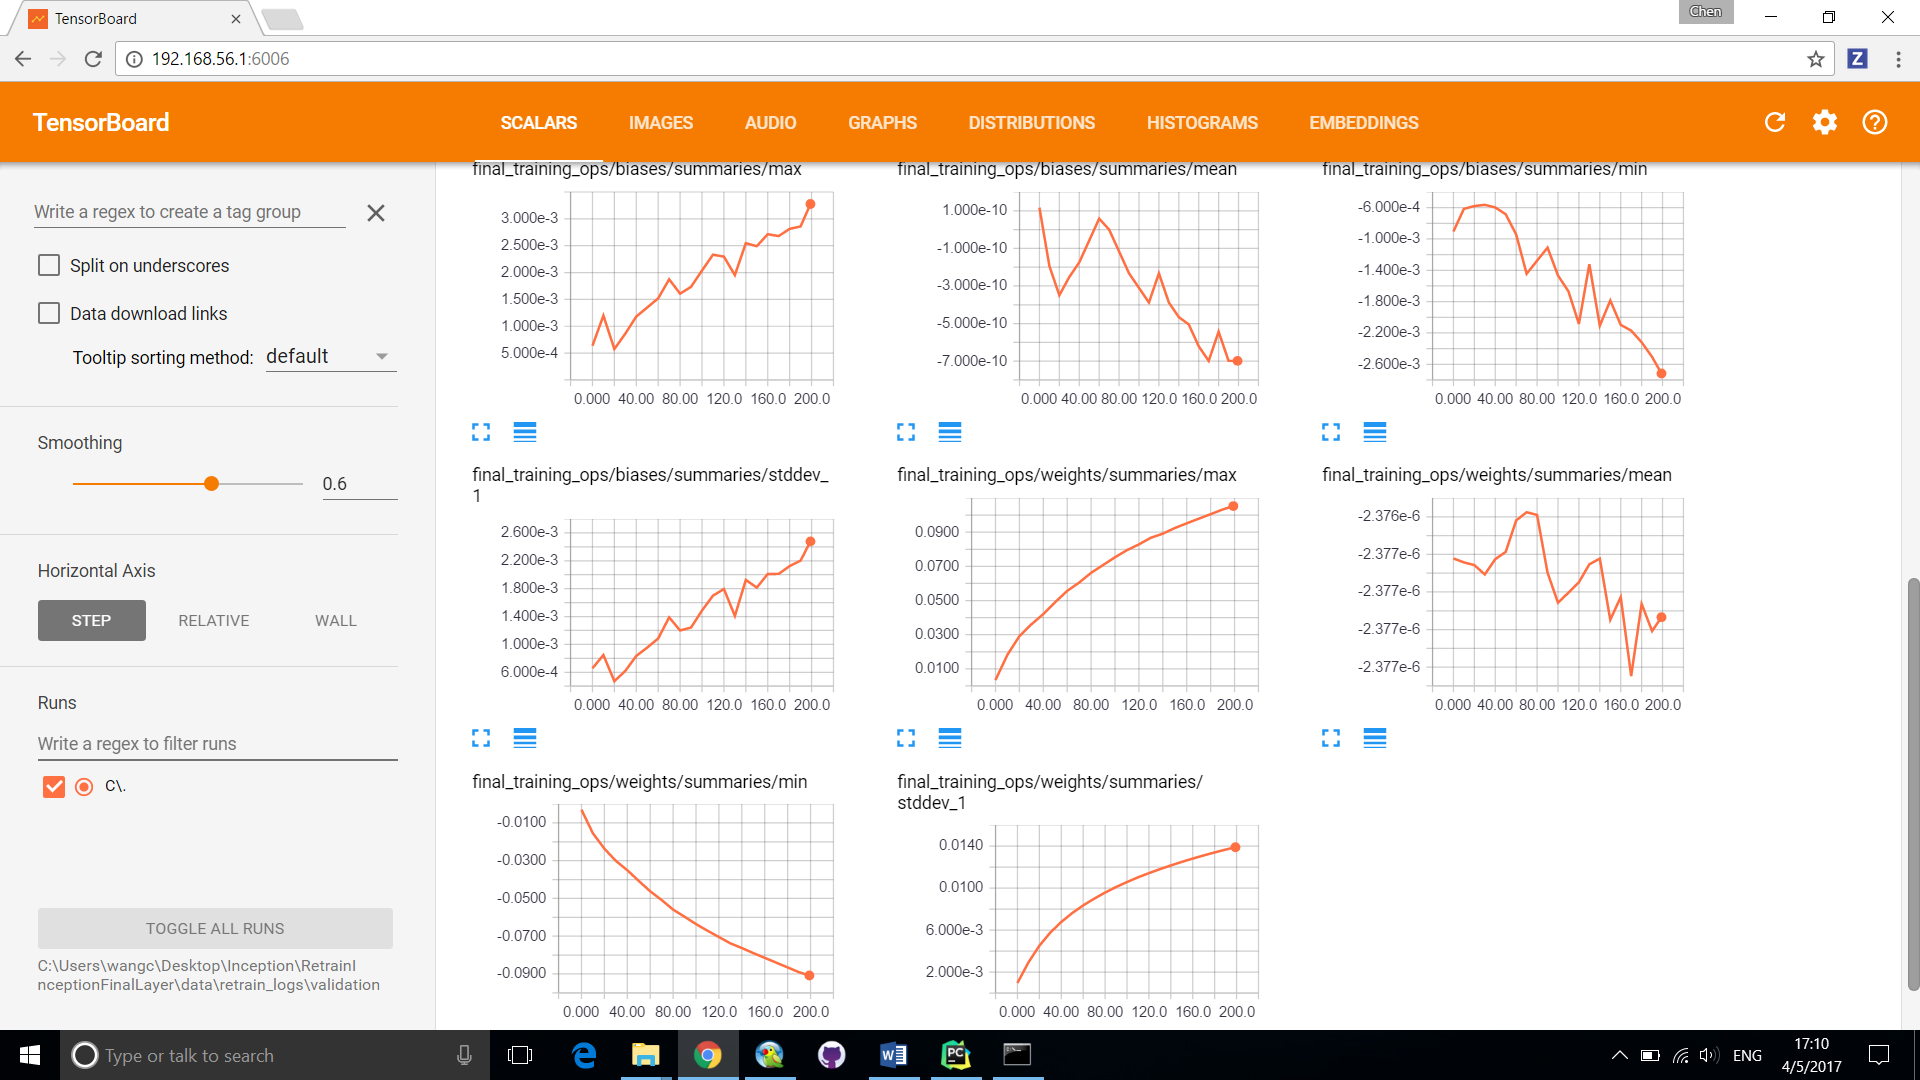 TensorBoard
Chen
192.168.56.1:6006
Z
TensorBoard
SCALARS IMAGES AUDIO GRAPHS DISTRIBUTIONS HISTOGRAMS EMBEDDINGS
Write a regex to create a tag group
Split on underscores
Data download links
Tooltip sorting method: default
Smoothing
0.6
Horizontal Axis
STEP RELATIVE WALL
Runs
Write a regex to filter runs
C\.
TOGGLE ALL RUNS
C:\Users\wangc\Desktop\Inception\RetrainI
nceptionFinalLayer\data\retrain_logs\validation
final_training_ops/biases/summaries/max
3.000e-3
2.500e-3
2.000e-3
1.500e-3
1.000e-3
5.000e-4
0.000 40.00 80.00 120.0 160.0 200.0
final_training_ops/biases/summaries/mean
1.000e-10
-1.000e-10
-3.000e-10
-5.000e-10
-7.000e-10
0.000 40.00 80.00 120.0 160.0 200.0
final_training_ops/biases/summaries/min
-6.000e-4
-1.000e-3
-1.400e-3
-1.800e-3
-2.200e-3
-2.600e-3
0.000 40.00 80.00 120.0 160.0 200.0
final_training_ops/biases/summaries/stddev_
1
2.600e-3
2.200e-3
1.800e-3
1.400e-3
1.000e-3
6.000e-4
0.000 40.00 80.00 120.0 160.0 200.0
final_training_ops/weights/summaries/max
0.0900
0.0700
0.0500
0.0300
0.0100
0.000 40.00 80.00 120.0 160.0 200.0
final_training_ops/weights/summaries/mean
-2.376e-6
-2.377e-6
-2.377e-6
-2.377e-6
-2.377e-6
0.000 40.00 80.00 120.0 160.0 200.0
final_training_ops/weights/summaries/min
-0.0100
-0.0300
-0.0500
-0.0700
-0.0900
0.000 40.00 80.00 120.0 160.0 200.0
final_training_ops/weights/summaries/
stddev_1
0.0140
0.0100
6.000e-3
2.000e-3
0.000 40.00 80.00 120.0 160.0 200.0
Type or talk to search
W
PC
ENG
17:10
4/5/2017